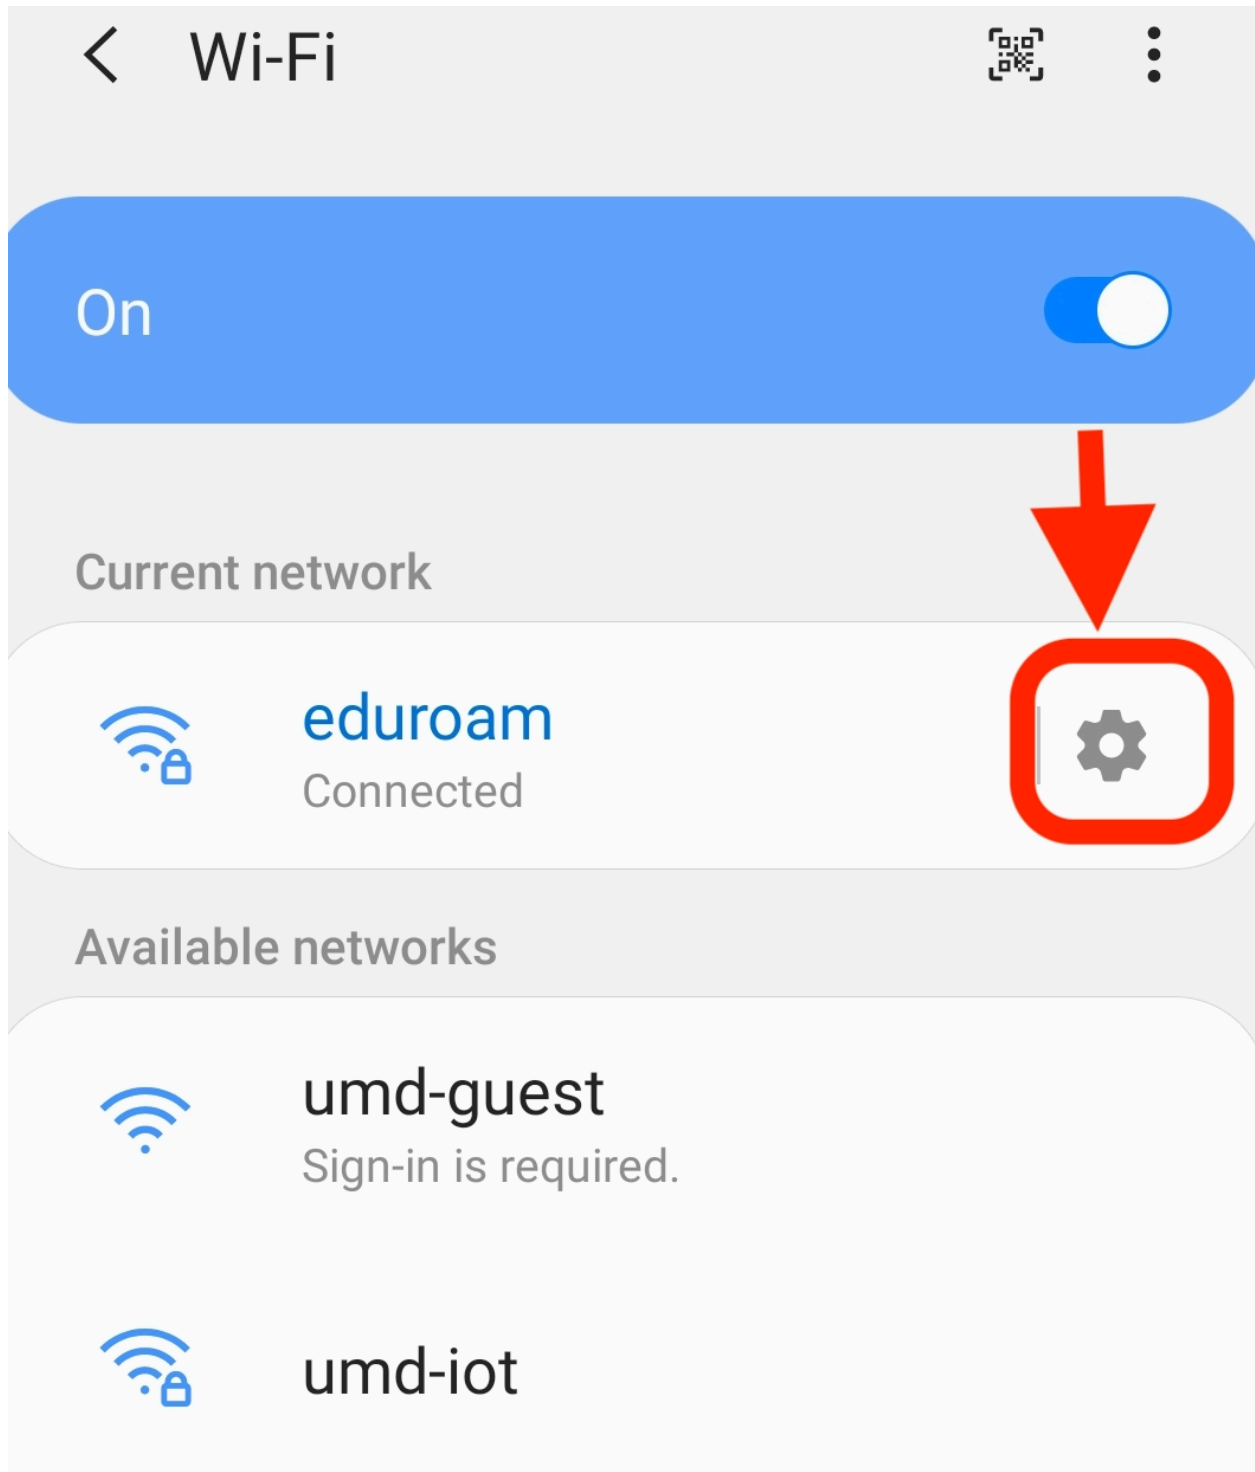 Wi-Fi
On
Current network
eduroam
Connected
Available networks
umd-guest
Sign-in is required.
umd-iot